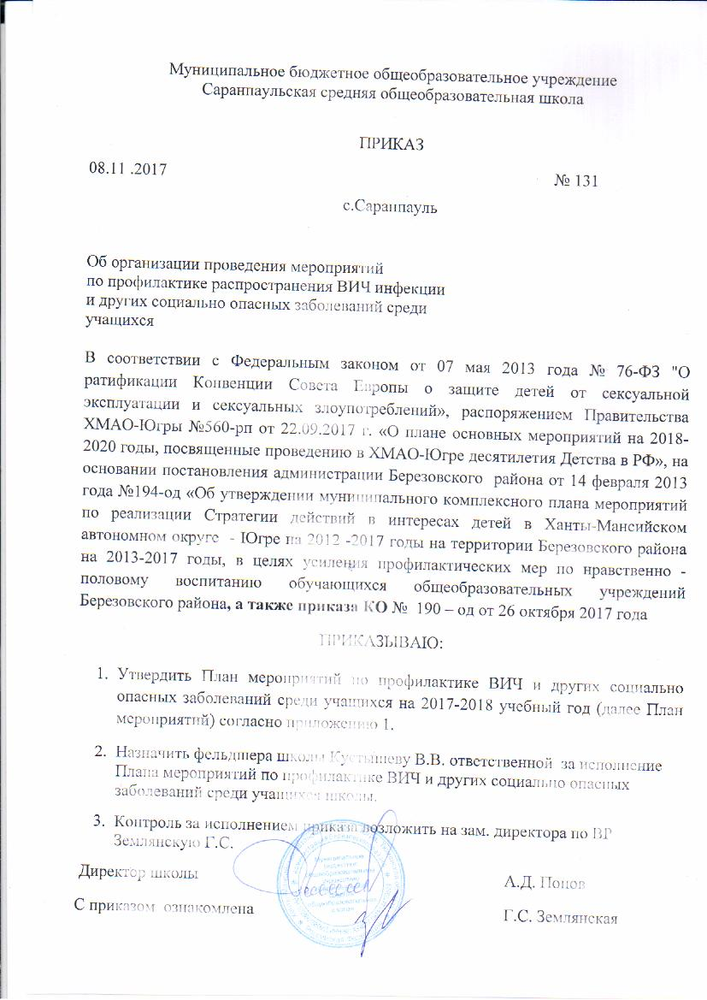 Муниципальное бюджетное общеобразовательное учреждение
Саранпаульская средняя общеобразовательная школа
ПРИКАЗ
08.11 .2017
№ 131
с.Саранпауль
Об организации проведения мероприятий
по профилактике распространения ВИЧ инфекции
и других социально опасных заболеваний среди
учащихся
В соответствии с Федеральным законом от 07 мая 2013 года № 76-ФЗ "О
ратификации Конвенции Совета Европы о защите детей от сексуальной
эксплуатации и сексуальных злоупотреблений», распоряжением Правительства
ХМАО-Югры №560-рп от 22.09.2017 г. «О плане основных мероприятий на 2018-
2020 годы, посвященные проведению в ХМАО-Югре десятилетия Детства в РФ», на
основании постановления администрации Березовского района от 14 февраля 2013
года №194-од «Об утверждении муниципального комплексного плана мероприятий
по реализации Стратегии действий в интересах детей в Ханты-Мансийском
автономном округе - Югре на 2012 -2017 годы на территории Березовского района
на 2013-2017 годы, в целях усиления профилактических мер по нравственно -
половому воспитанию обучающихся общеобразовательных учреждений
Березовского района, а также приказа КО № 190 – од от 26 октября 2017 года
ПРИКАЗЫВАЮ:
1. Утвердить План мероприятий по профилактике ВИЧ и других социально
опасных заболеваний среди учащихся на 2017-2018 учебный год (далее План
мероприятий) согласно приложению 1.
2. Назначить фельдшера школы Кустышеву В.В. ответственной за исполнение
Плана мероприятий по профилактике ВИЧ и других социально опасных
заболеваний среди учащихся школы.
3. Контроль за исполнением приказа возложить на зам. директора по ВР
Землянскую Г.С.
Директор школы
А.Д. Попов
С приказом ознакомлена
Г.С. Землянская
Муниципальное
бюджетное
общеобразовательное
учреждение
общеобразовательная
школа